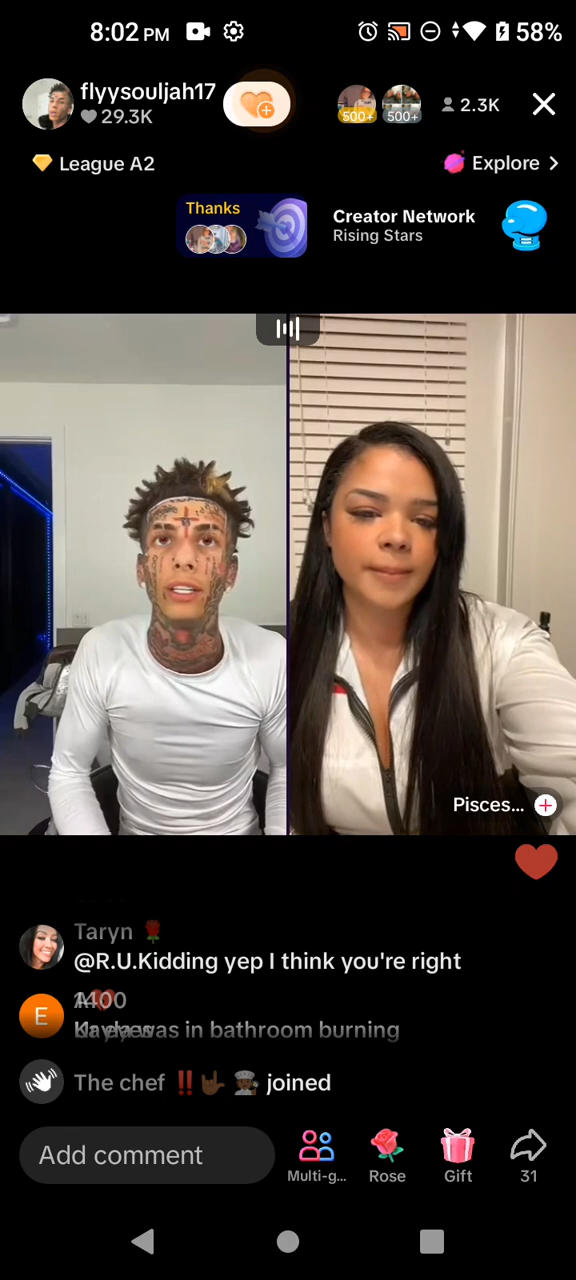 8:02 PM
58%
flyysouljah17
29.3K
500+
500+
2.3K
League A2
Explore >
Thanks
Creator Network
Rising Stars
Pisces...
Taryn
@R.U.Kidding yep I think you're right
E
was in bathroom burning
The chef ‼️🤟🏾👨🏾‍🍳 joined
Add comment
Multi-g...
Rose
Gift
31